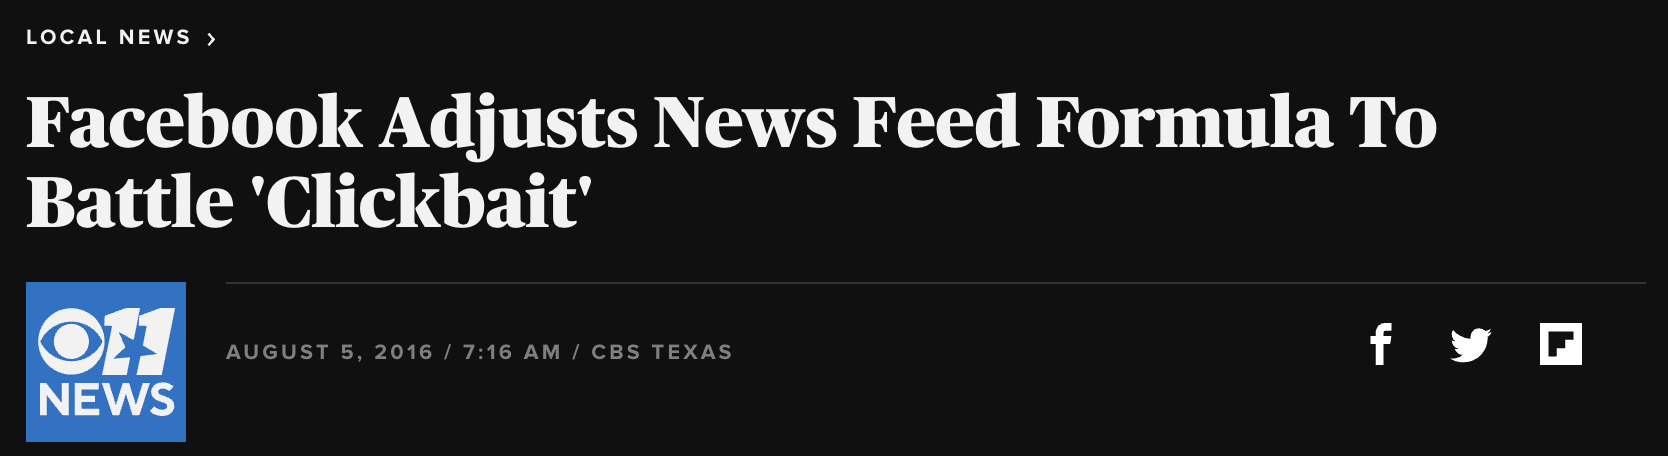 LOCAL NEWS >
Facebook Adjusts News Feed Formula To
Battle 'Clickbait'
11
NEWS
AUGUST 5, 2016 / 7:16 AM / CBS TEXAS